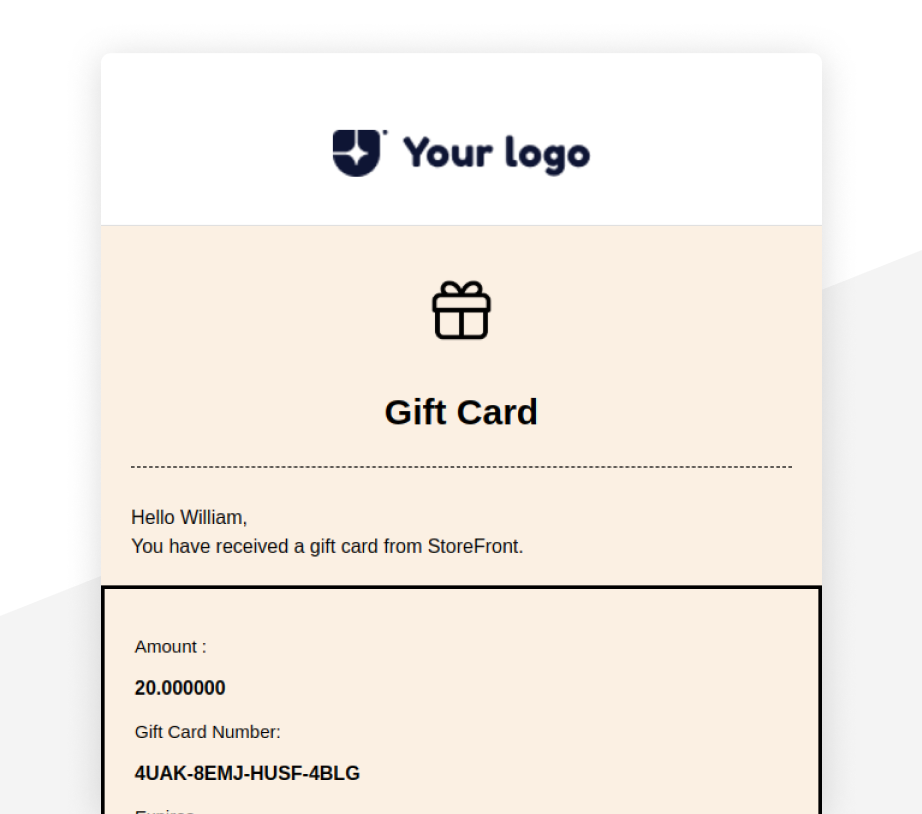 Your logo
Gift Card
Hello William,
You have received a gift card from StoreFront.
Amount :
20.000000
Gift Card Number:
4UAK-8EMJ-HUSF-4BLG